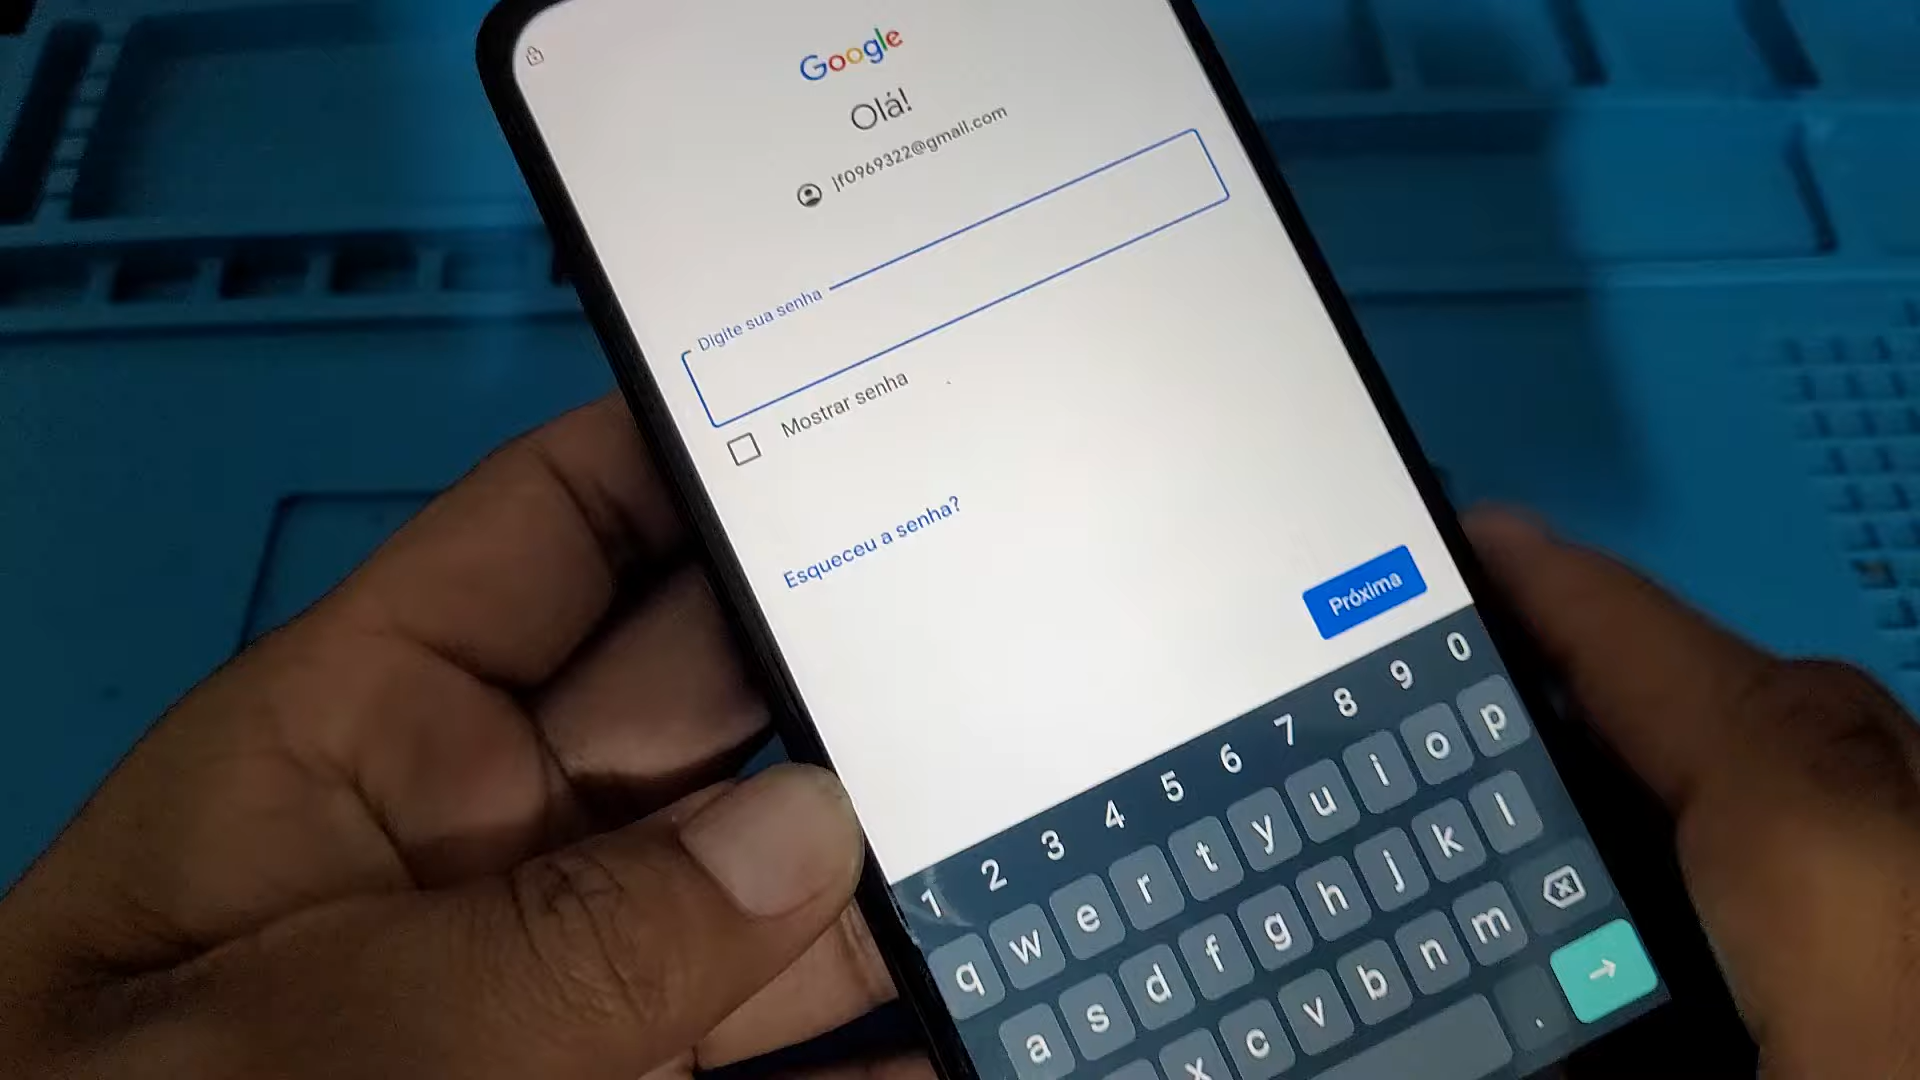 Google
Olá!
jf0969322@gmail.com
Digite sua senha
Mostrar senha
Esqueceu a senha?
Próxima
1 2 3 4 5 6 7 8 9 0
q w e r t y u i o p
a s d f g h j k l
x c v b n m
.